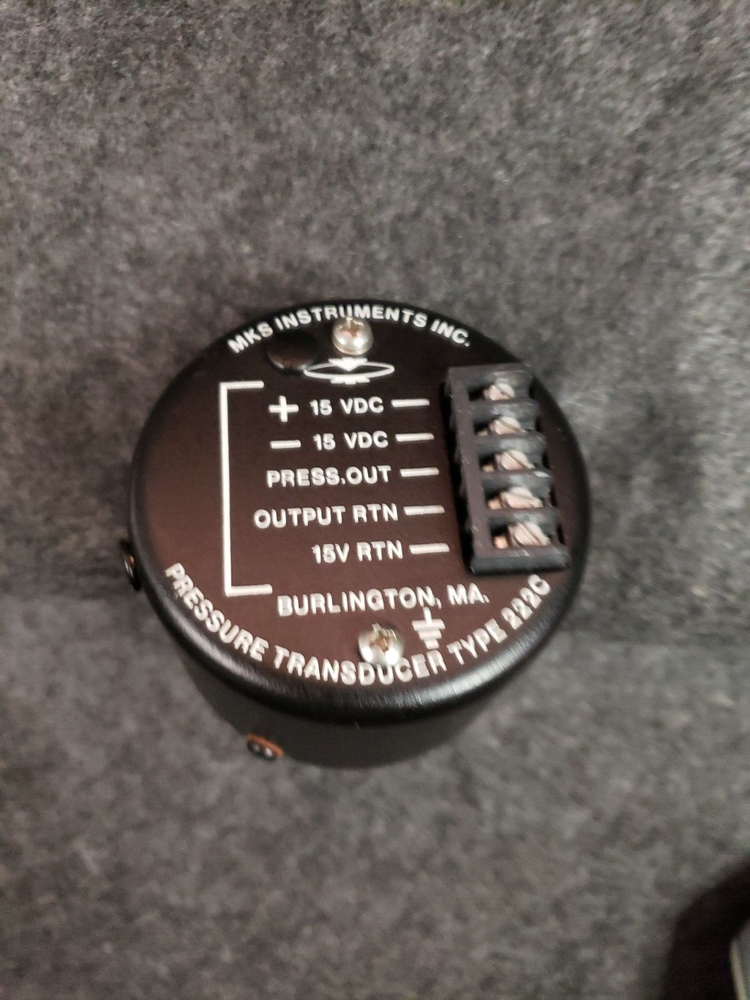 MKS INSTRUMENTS INC.
+ 15 VDC
- 15 VDC
PRESS.OUT
OUTPUT RTN
15V RTN
BURLINGTON, MA.
PRESSURE TRANSDUCER TYPE 222C